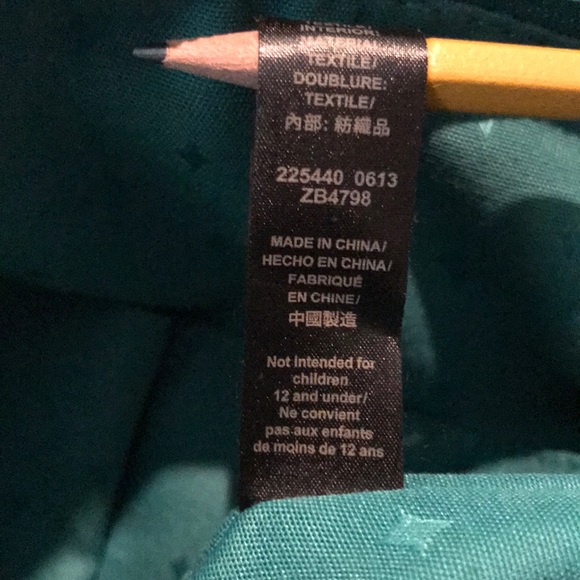 INTERIOR:
MATERIAL
TEXTILE/
DOUBLURE:
TEXTILE/
內部: 紡織品
225440 0613
ZB4798
MADE IN CHINA/
HECHO EN CHINA/
FABRIQUÉ
EN CHINE/
中國製造
Not intended for
children
12 and under/
Ne convient
pas aux enfants
de moins de 12 ans